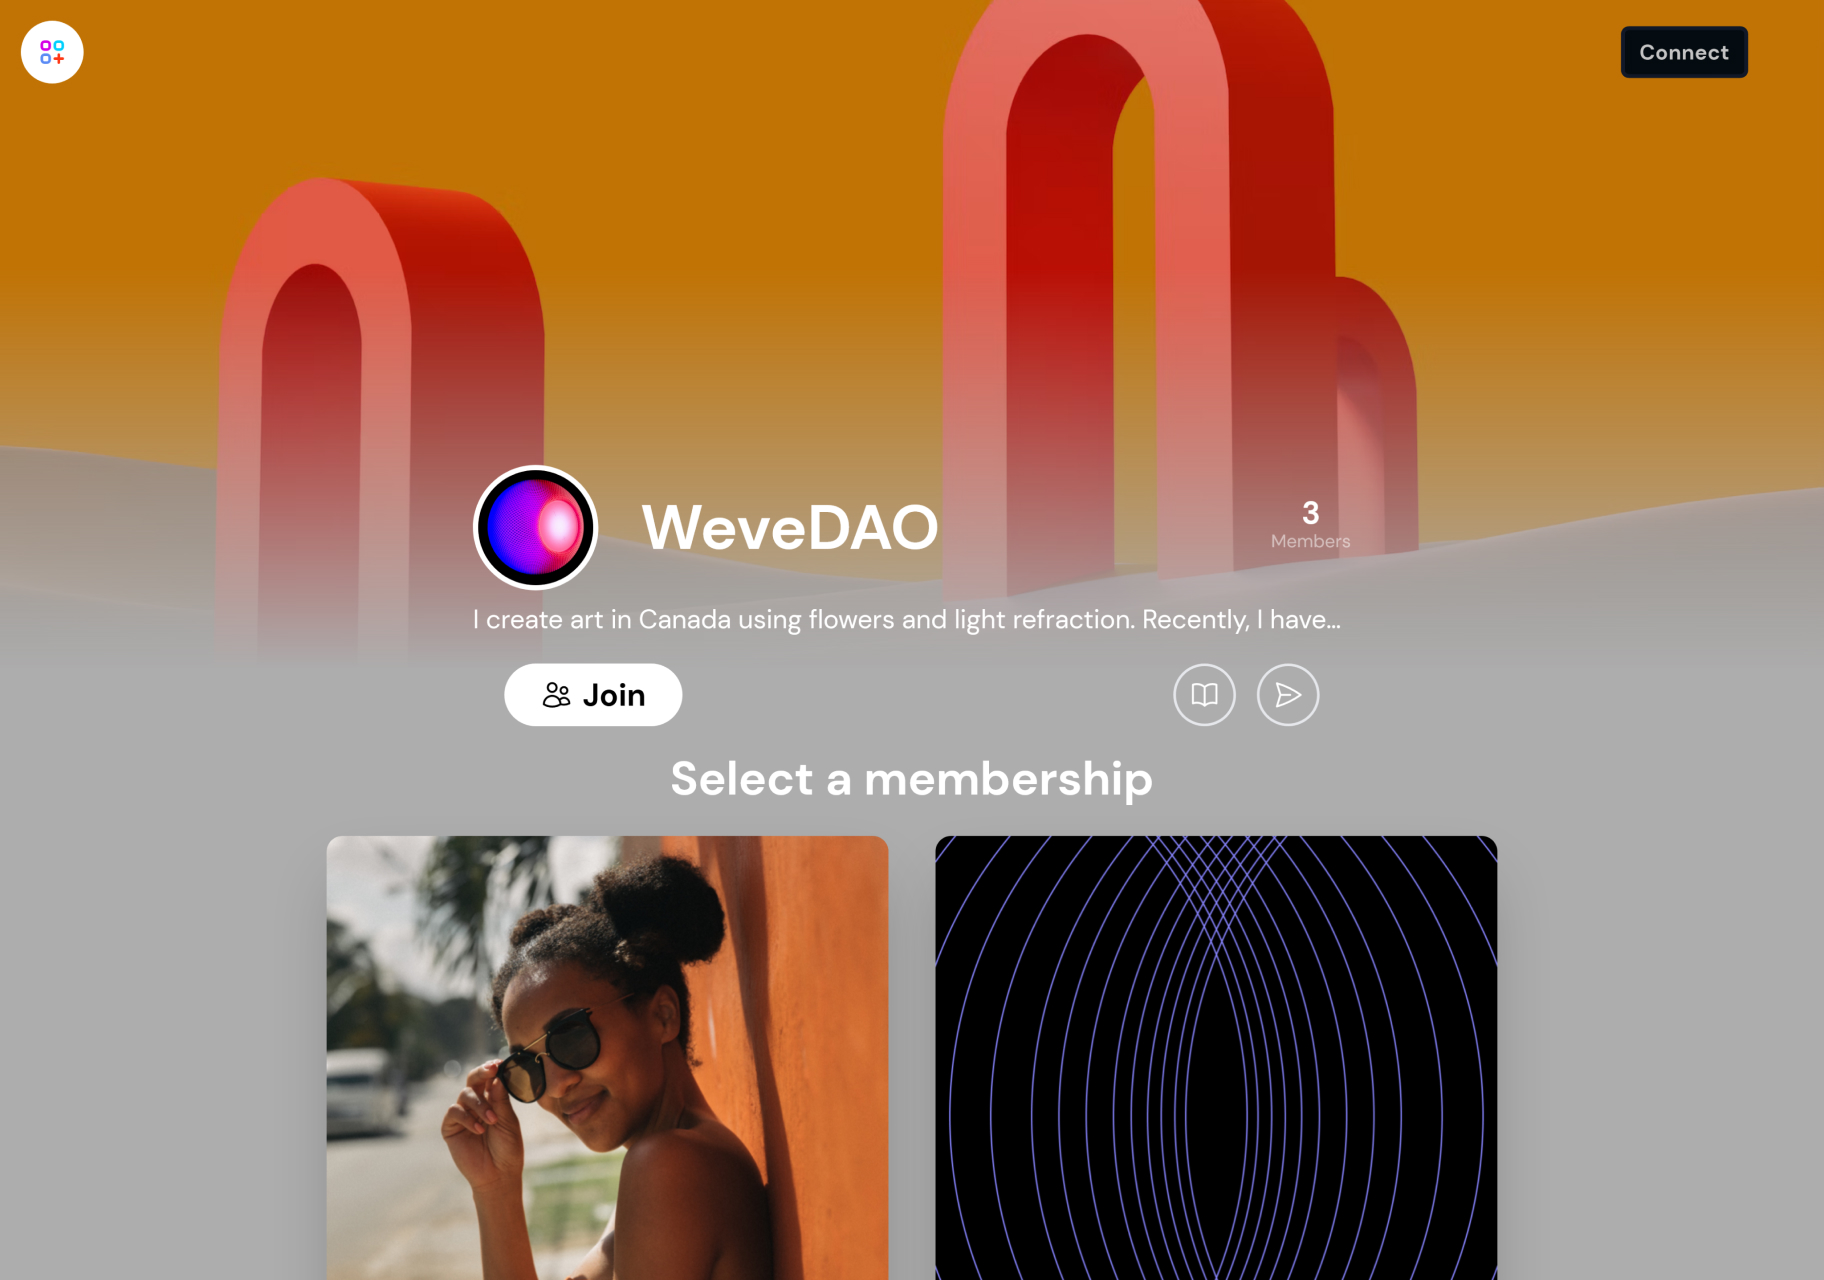 Connect
WeveDAO
3
Members
I create art in Canada using flowers and light refraction. Recently, I have...
Join
Select a membership